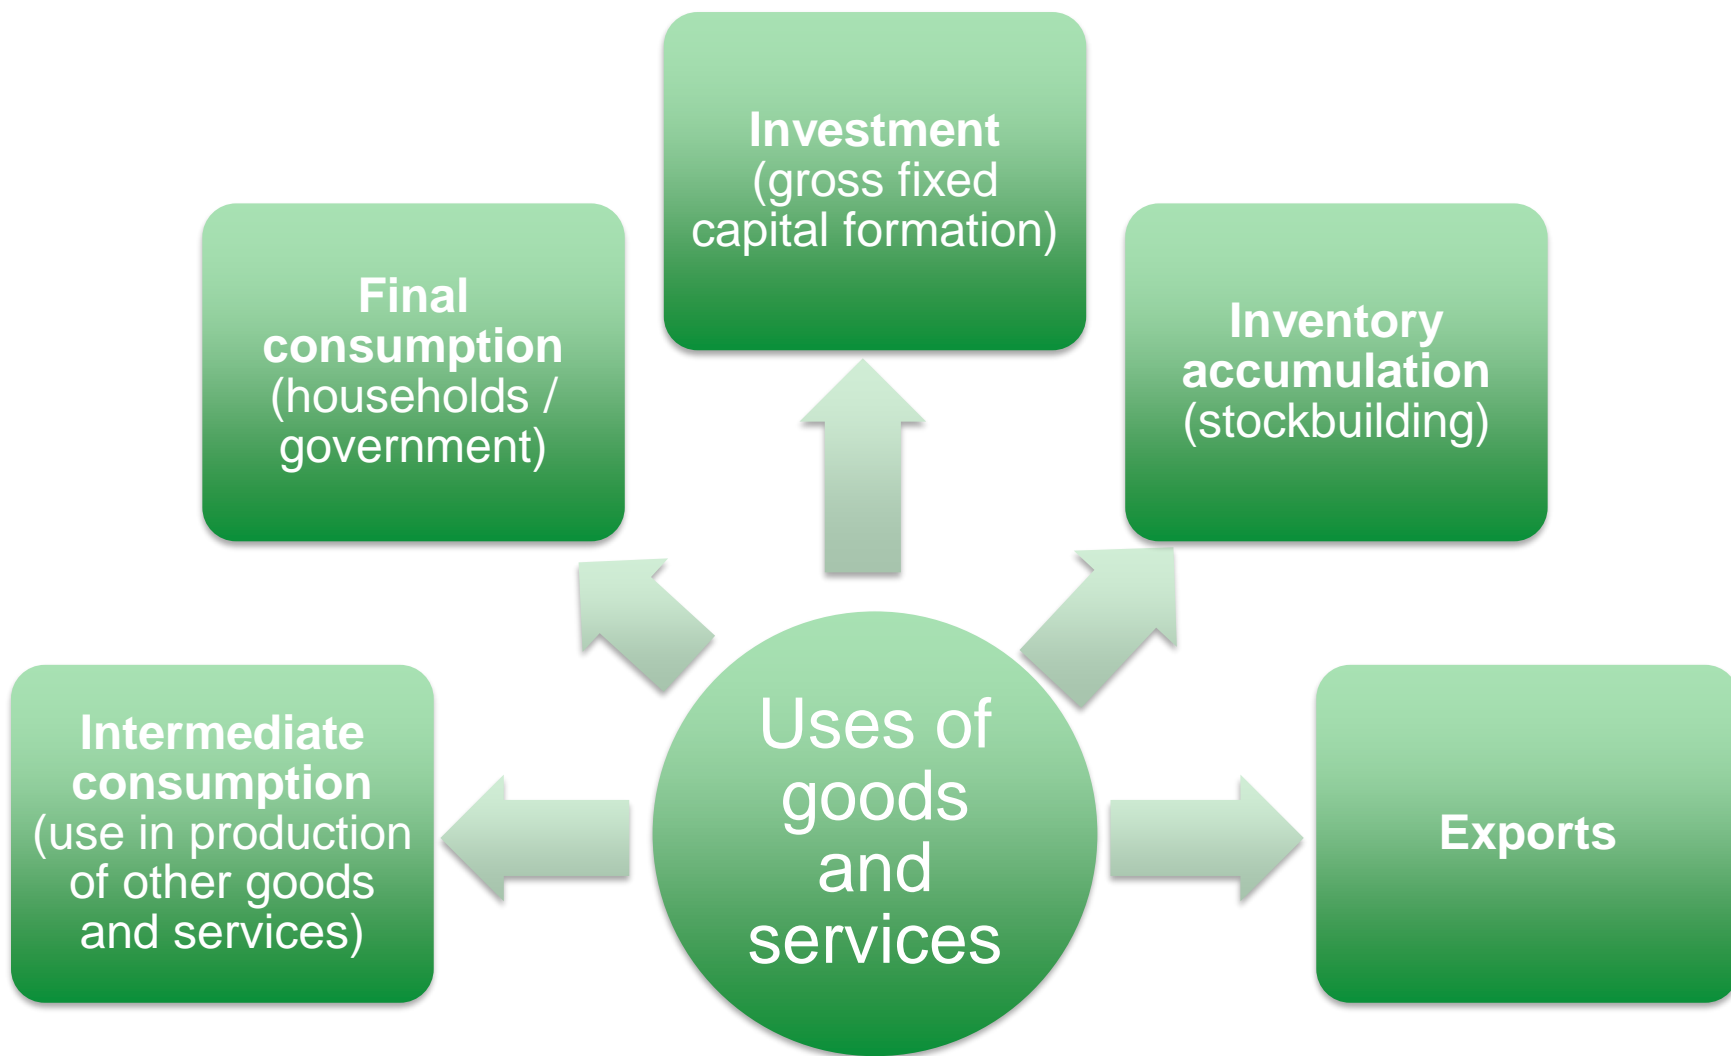 Investment
(gross fixed
capital formation)
Final
consumption
(households /
government)
Inventory
accumulation
(stockbuilding)
Intermediate
consumption
(use in production
of other goods
and services)
Uses of
goods
and
services
Exports